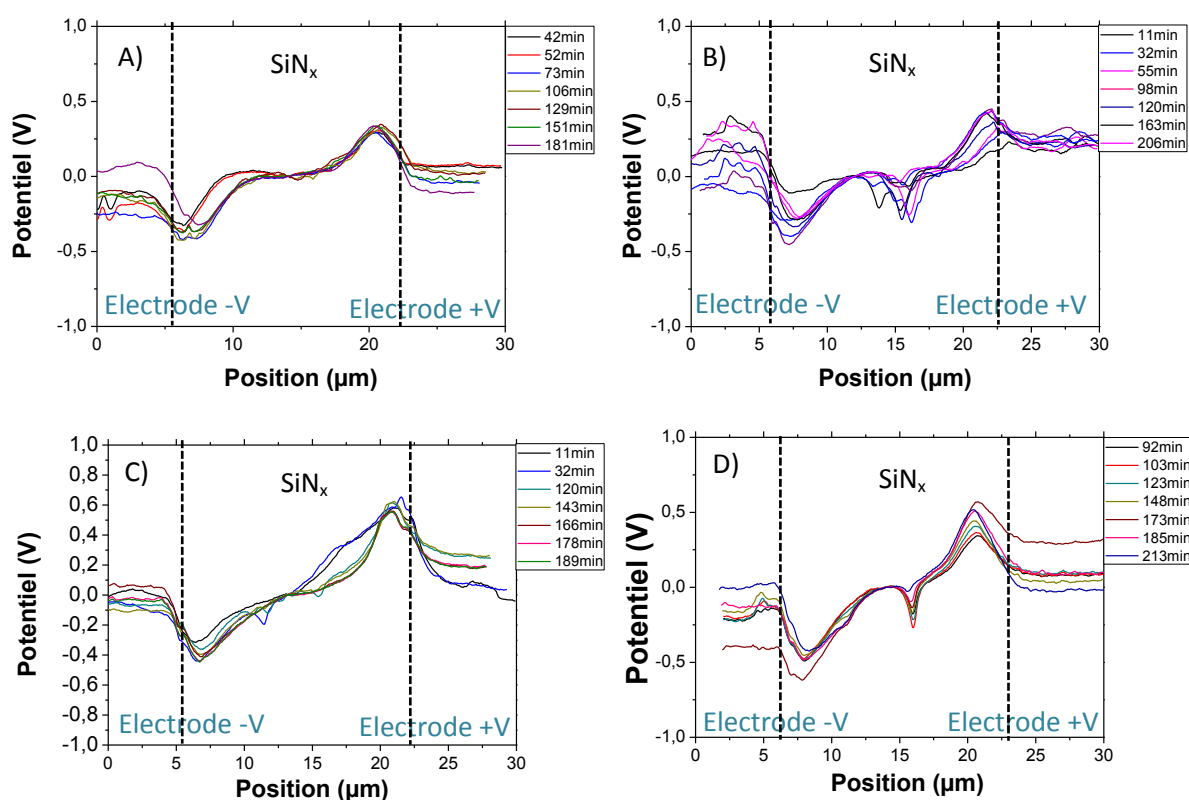 A)
SiNx
42min
52min
73min
106min
129min
151min
181min
Electrode -V
Electrode +V
1,0
0,5
0,0
-0,5
-1,0
Potentiel (V)
0 5 10 15 20 25 30
Position (µm)
B)
SiNx
11min
32min
55min
98min
120min
163min
206min
Electrode -V
Electrode +V
1,0
0,5
0,0
-0,5
-1,0
Potentiel (V)
0 5 10 15 20 25 30
Position (µm)
C)
SiNx
11min
32min
120min
143min
166min
178min
189min
Electrode -V
Electrode +V
1,0
0,8
0,6
0,4
0,2
0,0
-0,2
-0,4
-0,6
-0,8
-1,0
Potentiel (V)
0 5 10 15 20 25 30
Position (µm)
D)
SiNx
92min
103min
123min
148min
173min
185min
213min
Electrode -V
Electrode +V
1,0
0,5
0,0
-0,5
-1,0
Potentiel (V)
0 5 10 15 20 25 30
Position (µm)